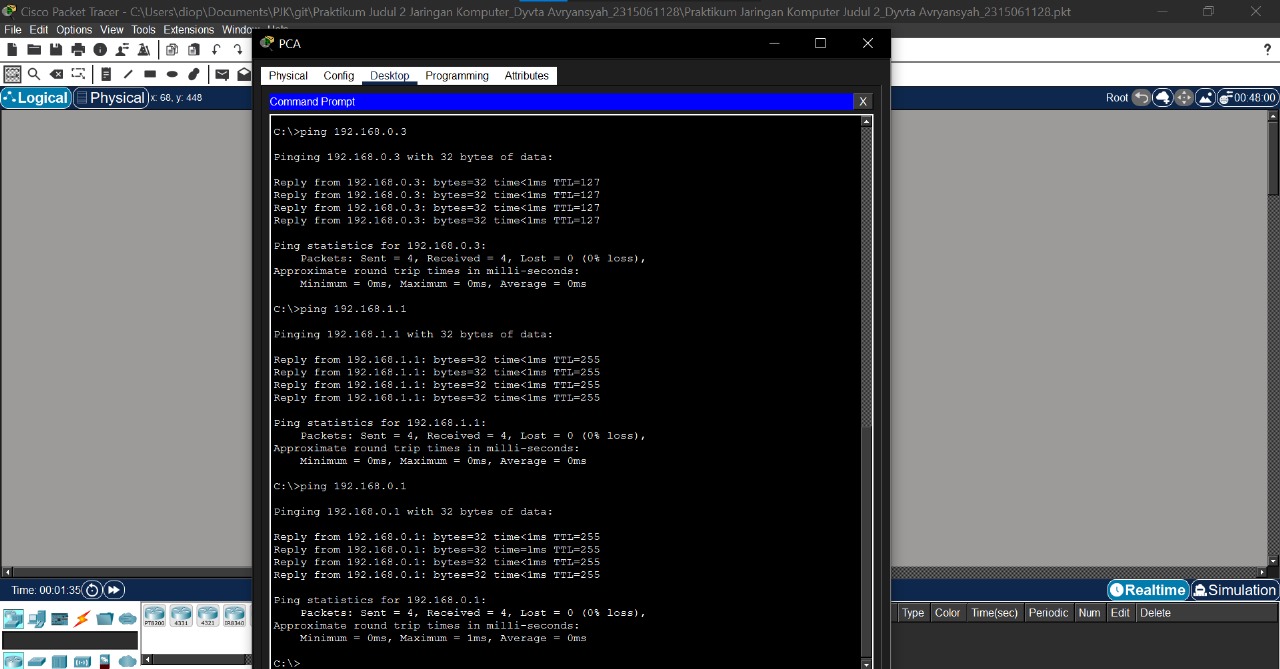 Cisco Packet Tracer - C:\Users\diop\Documents\PJK\git\Praktikum Judul 2 Jaringan Komputer_Dyvta Avryansyah_2315061128\Praktikum Jaringan Komputer Judul 2_Dyvta Avryansyah_2315061128.pkt
File Edit Options View Tools Extensions Window Help
PCA
?
Physical Config Desktop Programming Attributes
Logical Physical x: 68, y: 448
Root 00:48:00
Command Prompt X
C:\>ping 192.168.0.3
Pinging 192.168.0.3 with 32 bytes of data:
Reply from 192.168.0.3: bytes=32 time<1ms TTL=127
Reply from 192.168.0.3: bytes=32 time<1ms TTL=127
Reply from 192.168.0.3: bytes=32 time<1ms TTL=127
Reply from 192.168.0.3: bytes=32 time<1ms TTL=127
Ping statistics for 192.168.0.3:
Packets: Sent = 4, Received = 4, Lost = 0 (0% loss),
Approximate round trip times in milli-seconds:
Minimum = 0ms, Maximum = 0ms, Average = 0ms
C:\>ping 192.168.1.1
Pinging 192.168.1.1 with 32 bytes of data:
Reply from 192.168.1.1: bytes=32 time<1ms TTL=255
Reply from 192.168.1.1: bytes=32 time<1ms TTL=255
Reply from 192.168.1.1: bytes=32 time<1ms TTL=255
Reply from 192.168.1.1: bytes=32 time<1ms TTL=255
Ping statistics for 192.168.1.1:
Packets: Sent = 4, Received = 4, Lost = 0 (0% loss),
Approximate round trip times in milli-seconds:
Minimum = 0ms, Maximum = 0ms, Average = 0ms
C:\>ping 192.168.0.1
Pinging 192.168.0.1 with 32 bytes of data:
Reply from 192.168.0.1: bytes=32 time<1ms TTL=255
Reply from 192.168.0.1: bytes=32 time<1ms TTL=255
Reply from 192.168.0.1: bytes=32 time<1ms TTL=255
Reply from 192.168.0.1: bytes=32 time<1ms TTL=255
Ping statistics for 192.168.0.1:
Packets: Sent = 4, Received = 4, Lost = 0 (0% loss),
Approximate round trip times in milli-seconds:
Minimum = 0ms, Maximum = 1ms, Average = 0ms
C:\>
Time: 00:01:35
Realtime Simulation
PT8200 4331 4321 IR8340
Type Color Time(sec) Periodic Num Edit Delete